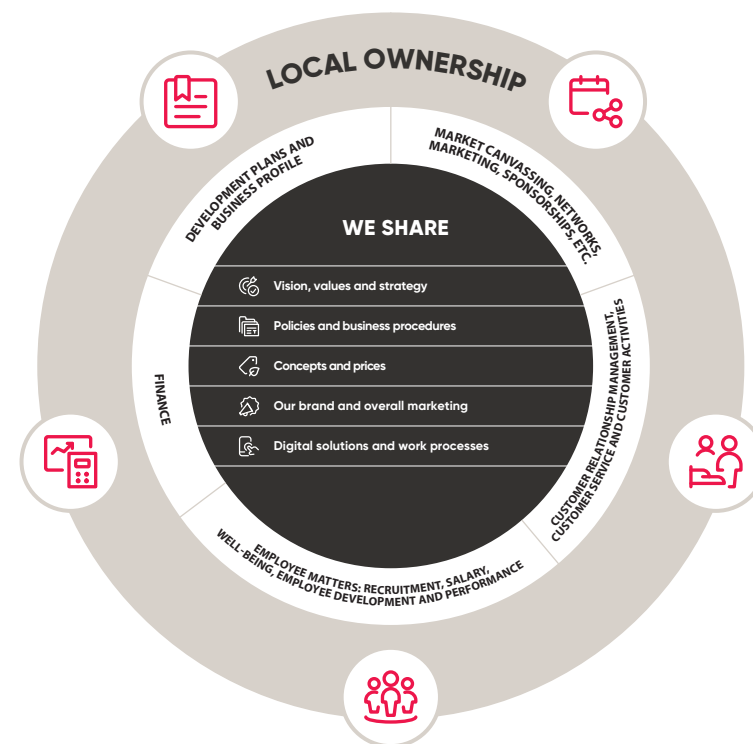 LOCAL OWNERSHIP
DEVELOPMENT PLANS AND
BUSINESS PROFILE
MARKET CANVASSING, NETWORKS,
MARKETING, SPONSORSHIPS, ETC.
WE SHARE
Vision, values and strategy
Policies and business procedures
Concepts and prices
Our brand and overall marketing
Digital solutions and work processes
FINANCE
CUSTOMER RELATIONSHIP MANAGEMENT,
CUSTOMER SERVICE AND CUSTOMER ACTIVITIES
EMPLOYEE MATTERS: RECRUITMENT, SALARY,
WELL-BEING, EMPLOYEE DEVELOPMENT AND PERFORMANCE